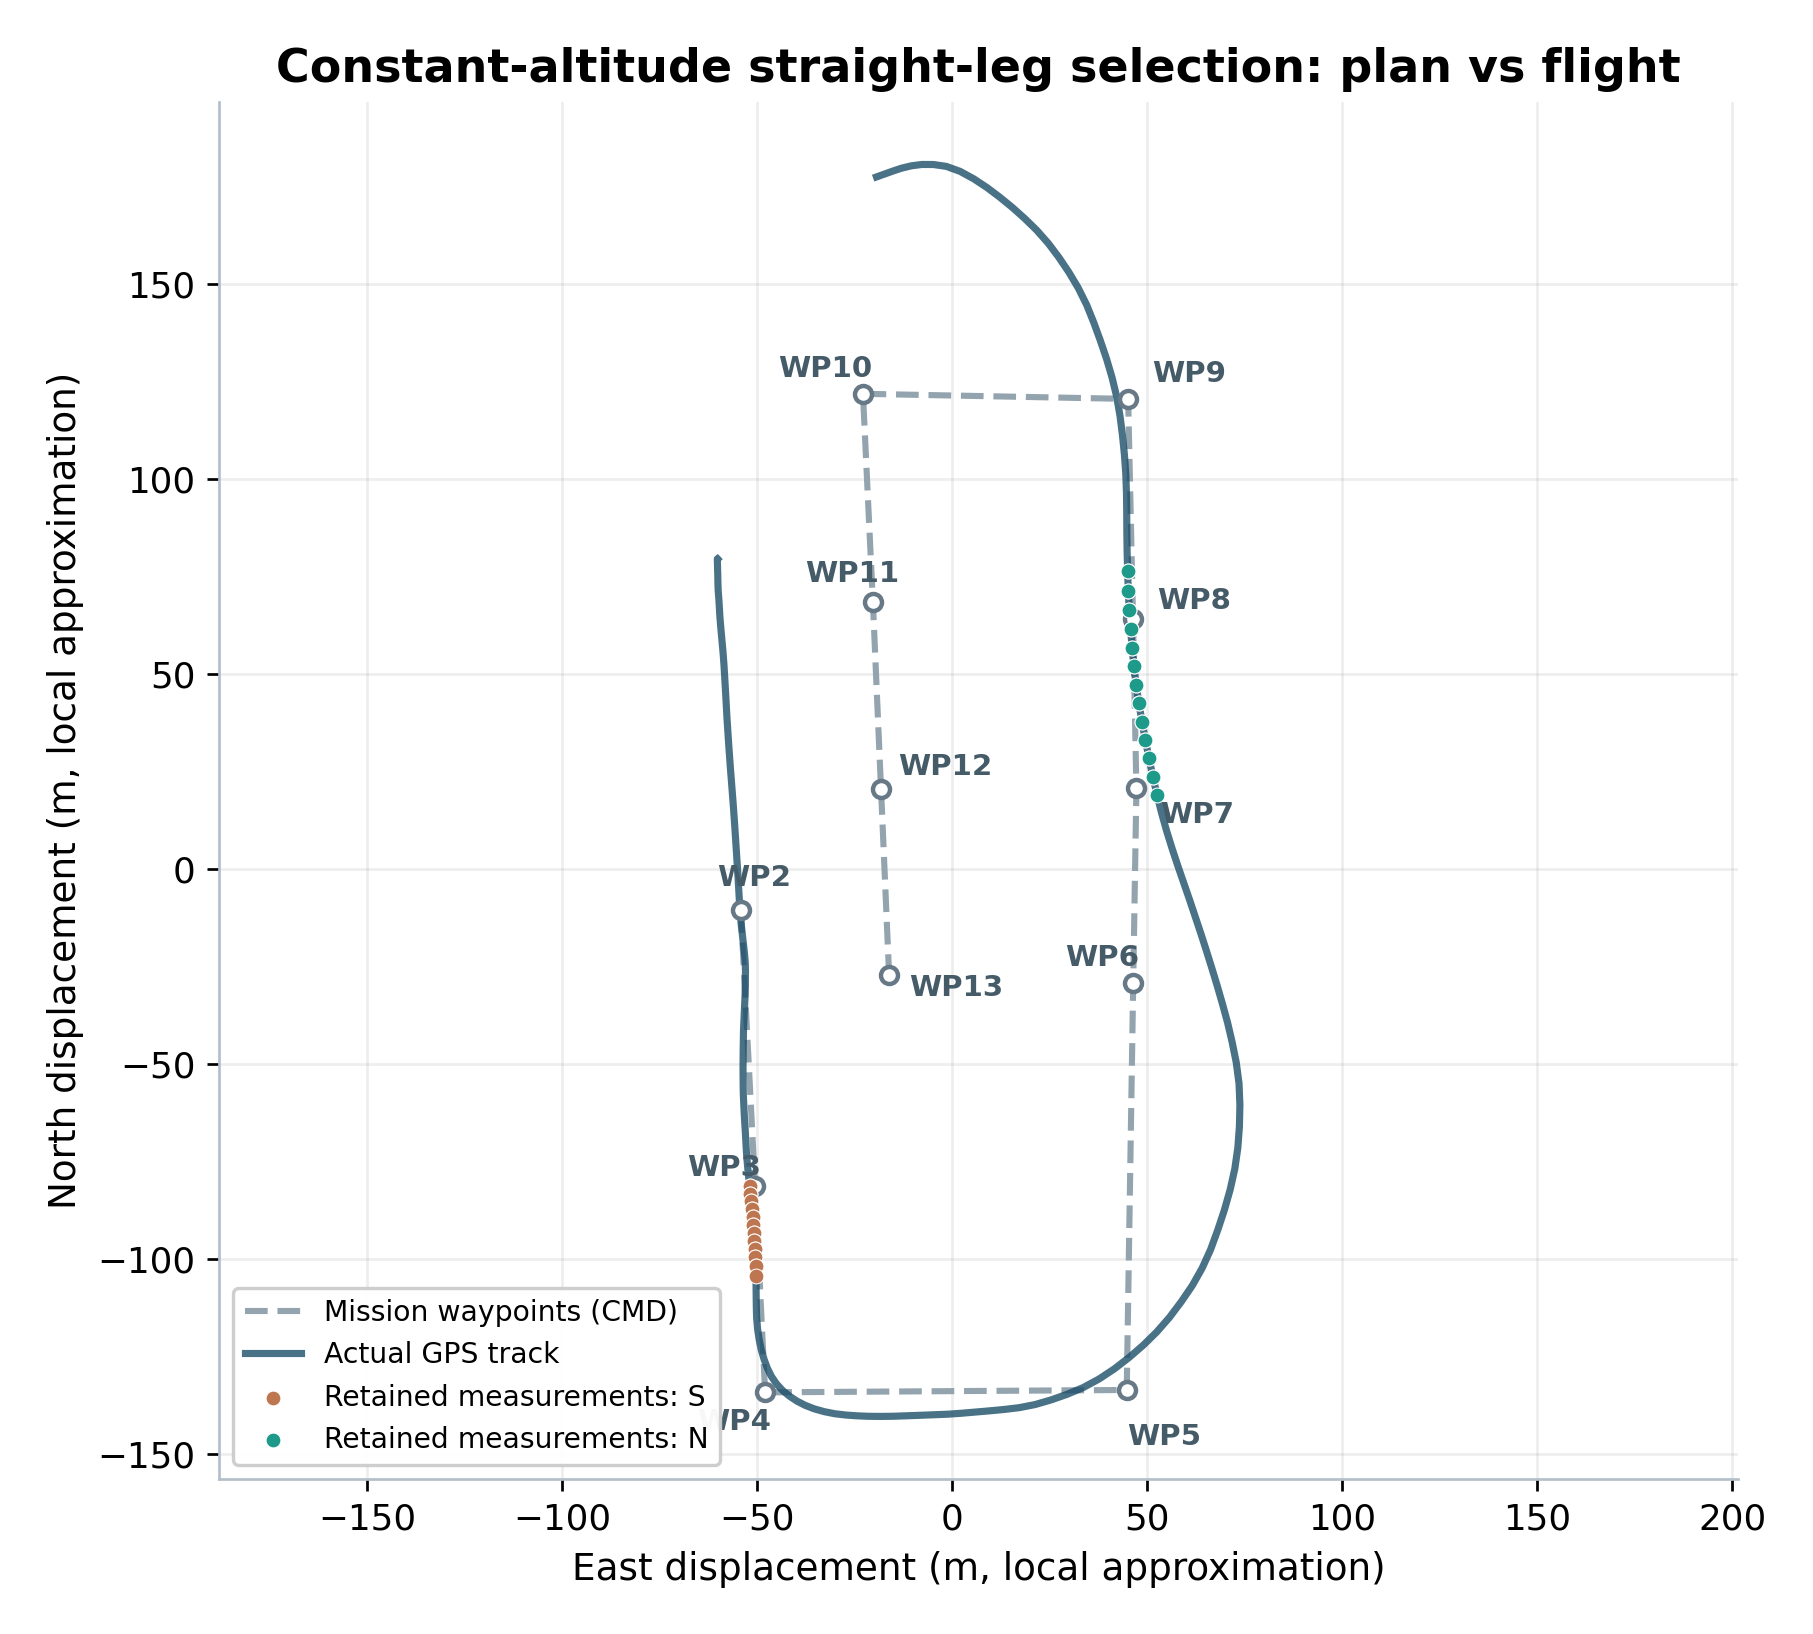 Constant-altitude straight-leg selection: plan vs flight
North displacement (m, local approximation)
150
100
50
0
−50
−100
−150
WP10
WP9
WP11
WP8
WP12
WP7
WP2
WP6
WP13
WP3
WP4
WP5
Mission waypoints (CMD)
Actual GPS track
Retained measurements: S
Retained measurements: N
−150
−100
−50
0
50
100
150
200
East displacement (m, local approximation)